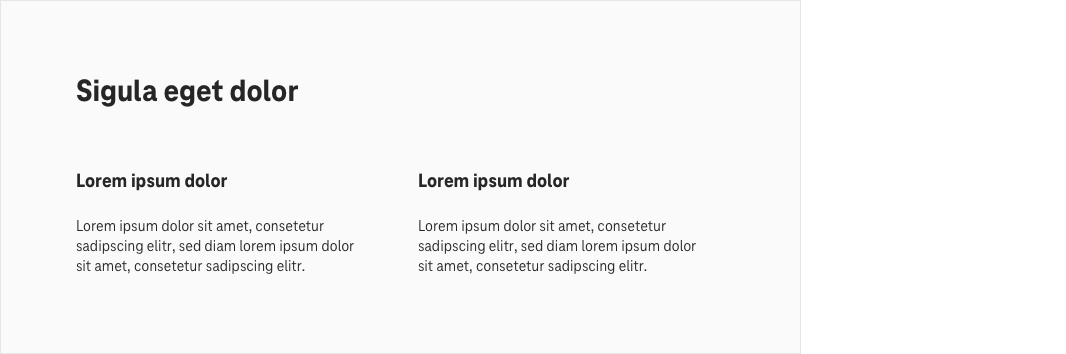 Sigula eget dolor
Lorem ipsum dolor
Lorem ipsum dolor sit amet, consetetur
sadipscing elitr, sed diam lorem ipsum dolor
sit amet, consetetur sadipscing elitr.
Lorem ipsum dolor
Lorem ipsum dolor sit amet, consetetur
sadipscing elitr, sed diam lorem ipsum dolor
sit amet, consetetur sadipscing elitr.